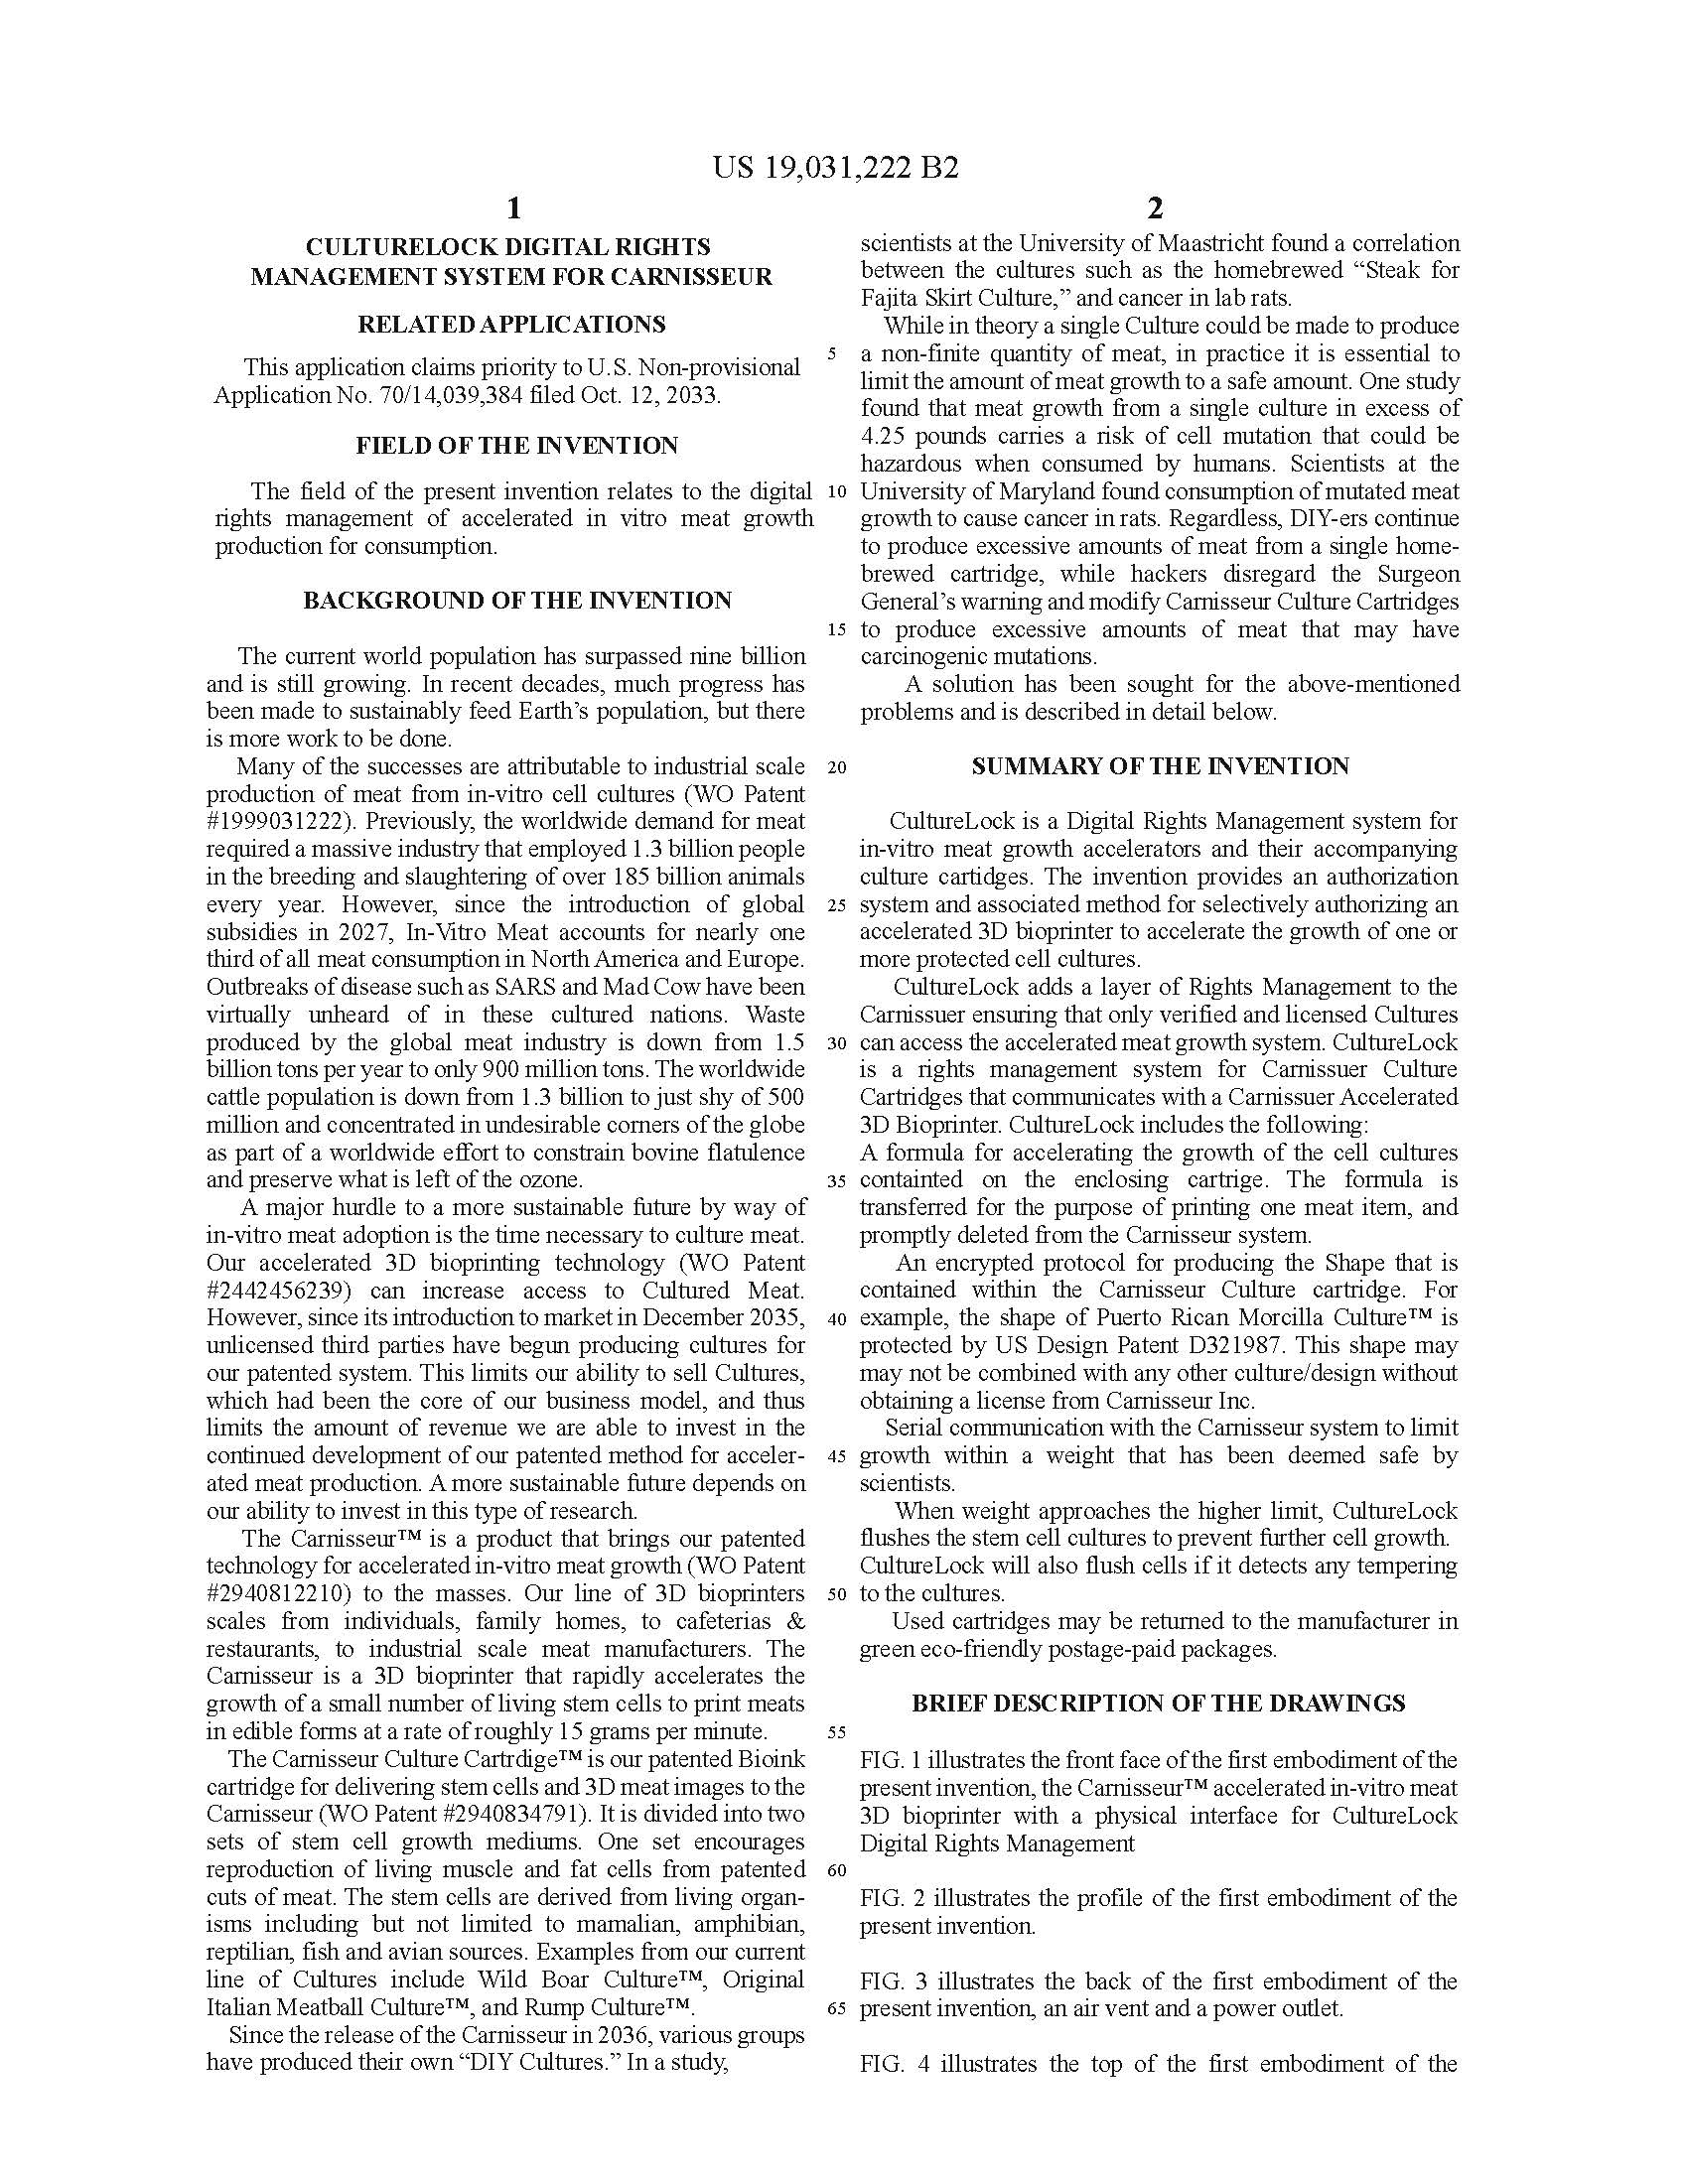 US 19,031,222 B2
1
CULTURELOCK DIGITAL RIGHTS
MANAGEMENT SYSTEM FOR CARNISSEUR
RELATED APPLICATIONS
This application claims priority to U.S. Non-provisional
Application No. 70/14,039,384 filed Oct. 12, 2033.
FIELD OF THE INVENTION
The field of the present invention relates to the digital
rights management of accelerated in vitro meat growth
production for consumption.
BACKGROUND OF THE INVENTION
The current world population has surpassed nine billion
and is still growing. In recent decades, much progress has
been made to sustainably feed Earth’s population, but there
is more work to be done.
Many of the successes are attributable to industrial scale
production of meat from in-vitro cell cultures (WO Patent
#1999031222). Previously, the worldwide demand for meat
required a massive industry that employed 1.3 billion people
in the breeding and slaughtering of over 185 billion animals
every year. However, since the introduction of global
subsidies in 2027, In-Vitro Meat accounts for nearly one
third of all meat consumption in North America and Europe.
Outbreaks of disease such as SARS and Mad Cow have been
virtually unheard of in these cultured nations. Waste
produced by the global meat industry is down from 1.5
billion tons per year to only 900 million tons. The worldwide
cattle population is down from 1.3 billion to just shy of 500
million and concentrated in undesirable corners of the globe
as part of a worldwide effort to constrain bovine flatulence
and preserve what is left of the ozone.
A major hurdle to a more sustainable future by way of
in-vitro meat adoption is the time necessary to culture meat.
Our accelerated 3D bioprinting technology (WO Patent
#2442456239) can increase access to Cultured Meat.
However, since its introduction to market in December 2035,
unlicensed third parties have begun producing cultures for
our patented system. This limits our ability to sell Cultures,
which had been the core of our business model, and thus
limits the amount of revenue we are able to invest in the
continued development of our patented method for acceler-
ated meat production. A more sustainable future depends on
our ability to invest in this type of research.
The Carnisseur™ is a product that brings our patented
technology for accelerated in-vitro meat growth (WO Patent
#2940812210) to the masses. Our line of 3D bioprinters
scales from individuals, family homes, to cafeterias &
restaurants, to industrial scale meat manufacturers. The
Carnisseur is a 3D bioprinter that rapidly accelerates the
growth of a small number of living stem cells to print meats
in edible forms at a rate of roughly 15 grams per minute.
The Carnisseur Culture Cartrdige™ is our patented Bioink
cartridge for delivering stem cells and 3D meat images to the
Carnisseur (WO Patent #2940834791). It is divided into two
sets of stem cell growth mediums. One set encourages
reproduction of living muscle and fat cells from patented
cuts of meat. The stem cells are derived from living organ-
isms including but not limited to mamalian, amphibian,
reptilian, fish and avian sources. Examples from our current
line of Cultures include Wild Boar Culture™, Original
Italian Meatball Culture™, and Rump Culture™.
Since the release of the Carnisseur in 2036, various groups
have produced their own “DIY Cultures.” In a study,
2
scientists at the University of Maastricht found a correlation
between the cultures such as the homebrewed “Steak for
Fajita Skirt Culture,” and cancer in lab rats.
While in theory a single Culture could be made to produce
5 a non-finite quantity of meat, in practice it is essential to
limit the amount of meat growth to a safe amount. One study
found that meat growth from a single culture in excess of
4.25 pounds carries a risk of cell mutation that could be
hazardous when consumed by humans. Scientists at the
10 University of Maryland found consumption of mutated meat
growth to cause cancer in rats. Regardless, DIY-ers continue
to produce excessive amounts of meat from a single home-
brewed cartridge, while hackers disregard the Surgeon
General’s warning and modify Carnisseur Culture Cartridges
15 to produce excessive amounts of meat that may have
carcinogenic mutations.
A solution has been sought for the above-mentioned
problems and is described in detail below.
20 SUMMARY OF THE INVENTION
CultureLock is a Digital Rights Management system for
in-vitro meat growth accelerators and their accompanying
culture cartidges. The invention provides an authorization
25 system and associated method for selectively authorizing an
accelerated 3D bioprinter to accelerate the growth of one or
more protected cell cultures.
CultureLock adds a layer of Rights Management to the
Carnissuer ensuring that only verified and licensed Cultures
30 can access the accelerated meat growth system. CultureLock
is a rights management system for Carnissuer Culture
Cartridges that communicates with a Carnissuer Accelerated
3D Bioprinter. CultureLock includes the following:
A formula for accelerating the growth of the cell cultures
35 containted on the enclosing cartrige. The formula is
transferred for the purpose of printing one meat item, and
promptly deleted from the Carnisseur system.
An encrypted protocol for producing the Shape that is
contained within the Carnisseur Culture cartridge. For
40 example, the shape of Puerto Rican Morcilla Culture™ is
protected by US Design Patent D321987. This shape may
may not be combined with any other culture/design without
obtaining a license from Carnisseur Inc.
Serial communication with the Carnisseur system to limit
45 growth within a weight that has been deemed safe by
scientists.
When weight approaches the higher limit, CultureLock
flushes the stem cell cultures to prevent further cell growth.
CultureLock will also flush cells if it detects any tempering
50 to the cultures.
Used cartridges may be returned to the manufacturer in
green eco-friendly postage-paid packages.
BRIEF DESCRIPTION OF THE DRAWINGS
55
FIG. 1 illustrates the front face of the first embodiment of the
present invention, the Carnisseur™ accelerated in-vitro meat
3D bioprinter with a physical interface for CultureLock
Digital Rights Management
60
FIG. 2 illustrates the profile of the first embodiment of the
present invention.
FIG. 3 illustrates the back of the first embodiment of the
65 present invention, an air vent and a power outlet.
FIG. 4 illustrates the top of the first embodiment of the